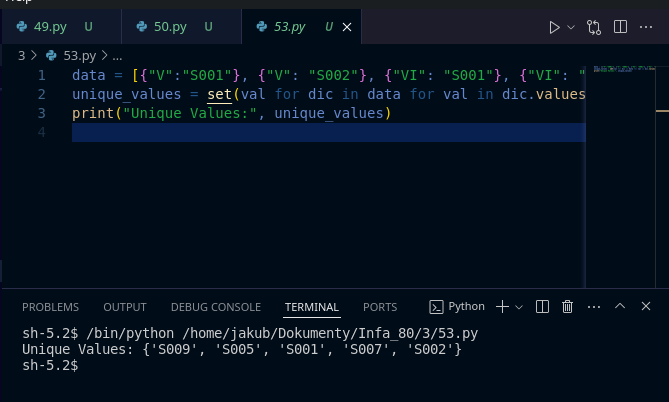 49.py U 50.py U 53.py U
3 > 53.py > ...
1 data = [{"V":"S001"}, {"V": "S002"}, {"VI": "S001"}, {"VI": "
2 unique_values = set(val for dic in data for val in dic.values
3 print("Unique Values:", unique_values)
4
PROBLEMS OUTPUT DEBUG CONSOLE TERMINAL PORTS Python
sh-5.2$ /bin/python /home/jakub/Dokumenty/Infa_80/3/53.py
Unique Values: {'S009', 'S005', 'S001', 'S007', 'S002'}
sh-5.2$